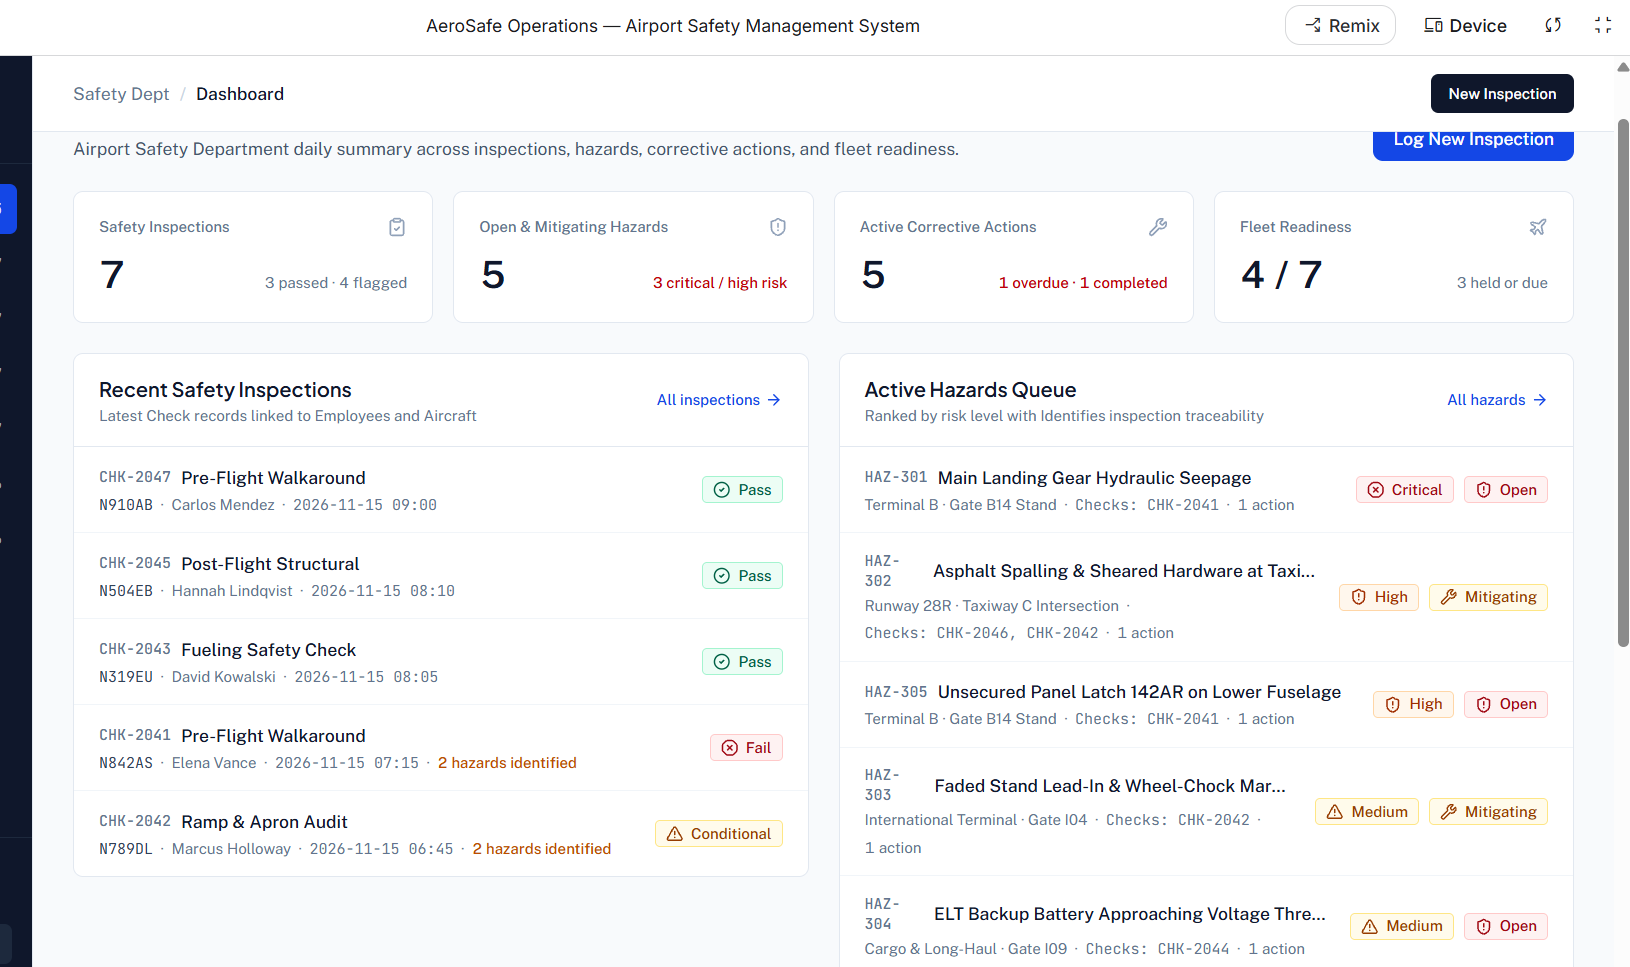 AeroSafe Operations — Airport Safety Management System
Remix
Device
Safety Dept / Dashboard
New Inspection
Airport Safety Department daily summary across inspections, hazards, corrective actions, and fleet readiness.
Log New Inspection
Safety Inspections
7
3 passed · 4 flagged
Open & Mitigating Hazards
5
3 critical / high risk
Active Corrective Actions
5
1 overdue · 1 completed
Fleet Readiness
4 / 7
3 held or due
Recent Safety Inspections
Latest Check records linked to Employees and Aircraft
All inspections →
CHK-2047 Pre-Flight Walkaround
N910AB · Carlos Mendez · 2026-11-15 09:00
Pass
CHK-2045 Post-Flight Structural
N504EB · Hannah Lindqvist · 2026-11-15 08:10
Pass
CHK-2043 Fueling Safety Check
N319EU · David Kowalski · 2026-11-15 08:05
Pass
CHK-2041 Pre-Flight Walkaround
N842AS · Elena Vance · 2026-11-15 07:15 · 2 hazards identified
Fail
CHK-2042 Ramp & Apron Audit
N789DL · Marcus Holloway · 2026-11-15 06:45 · 2 hazards identified
Conditional
Active Hazards Queue
Ranked by risk level with Identifies inspection traceability
All hazards →
HAZ-301 Main Landing Gear Hydraulic Seepage
Terminal B · Gate B14 Stand · Checks: CHK-2041 · 1 action
Critical
Open
HAZ-
302
Asphalt Spalling & Sheared Hardware at Taxi...
Runway 28R · Taxiway C Intersection ·
Checks: CHK-2046, CHK-2042 · 1 action
High
Mitigating
HAZ-305 Unsecured Panel Latch 142AR on Lower Fuselage
Terminal B · Gate B14 Stand · Checks: CHK-2041 · 1 action
High
Open
HAZ-
303
Faded Stand Lead-In & Wheel-Chock Mar...
International Terminal · Gate I04 · Checks: CHK-2042 ·
1 action
Medium
Mitigating
HAZ-
304
ELT Backup Battery Approaching Voltage Thre...
Cargo & Long-Haul · Gate I09 · Checks: CHK-2044 · 1 action
Medium
Open